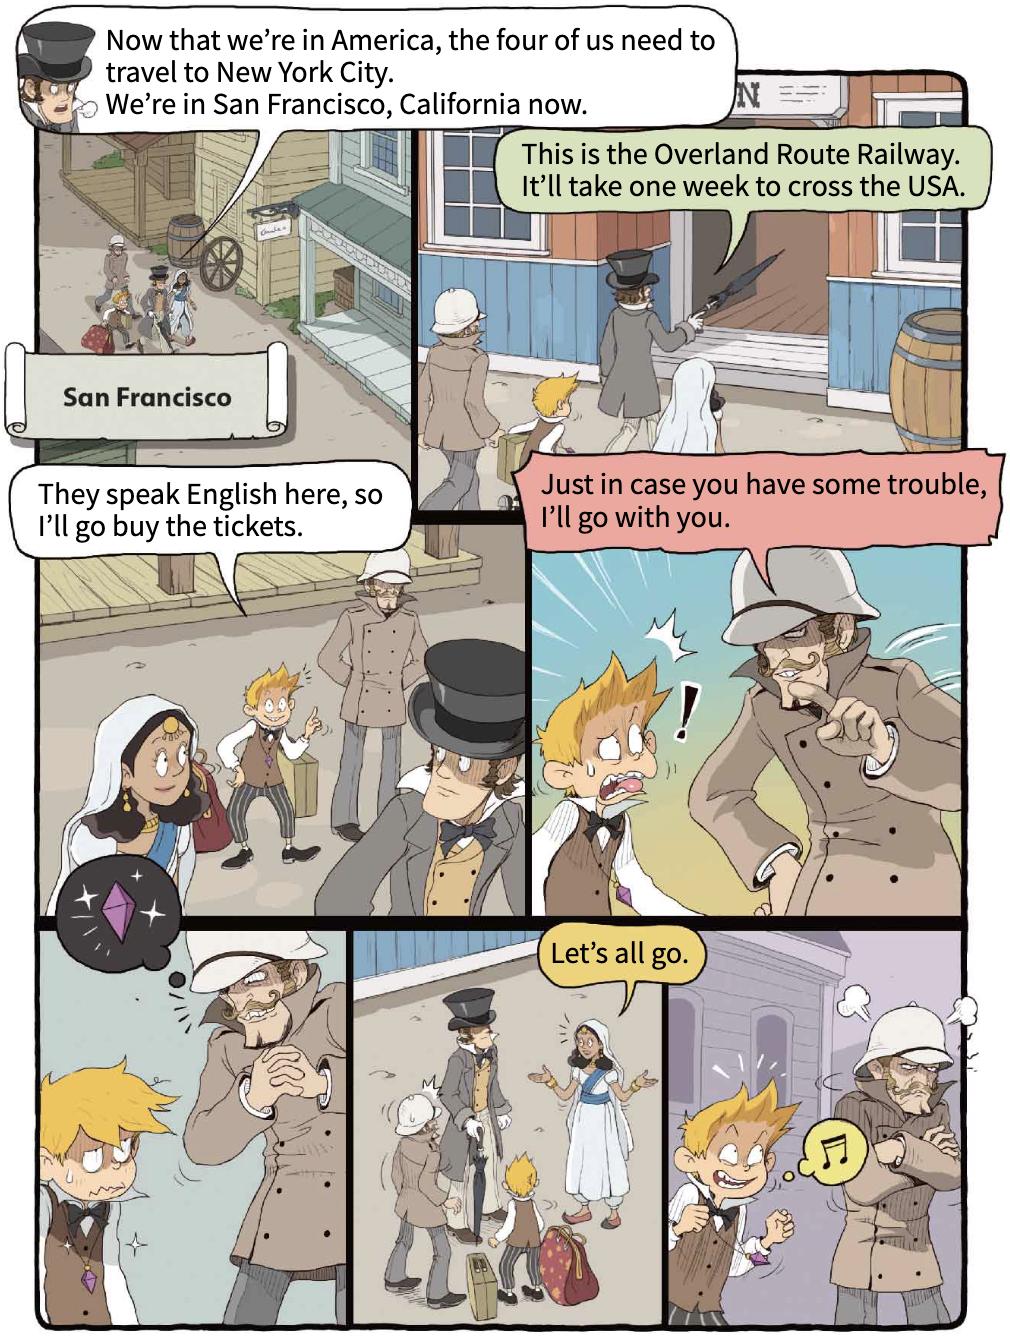 Now that we’re in America, the four of us need to
travel to New York City.
We’re in San Francisco, California now.
This is the Overland Route Railway.
It’ll take one week to cross the USA.
San Francisco
They speak English here, so
I’ll go buy the tickets.
Just in case you have some trouble,
I’ll go with you.
!
Let’s all go.